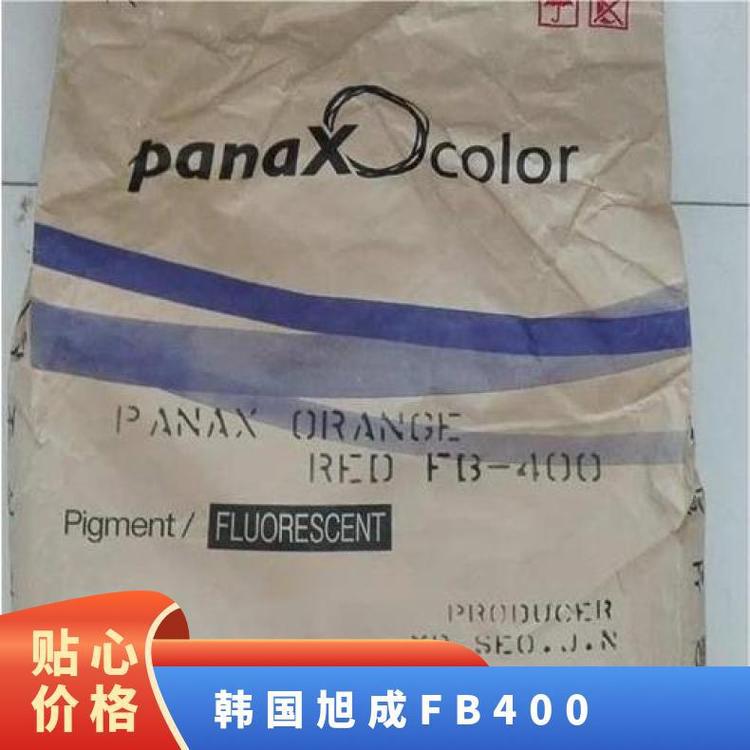 panax color
PANAX ORANGE
RED FB-400
Pigment / FLUORESCENT
PRODUCER
SEO.J.N
贴心
价格
韩国旭成FB400